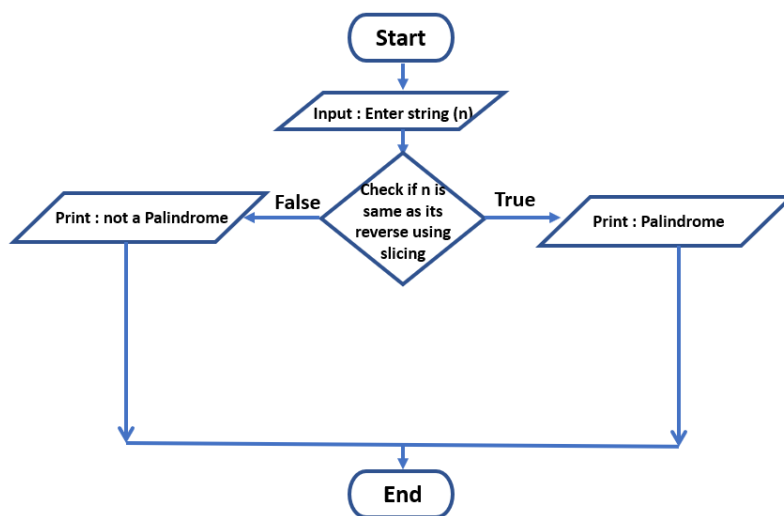 Start
Input : Enter string (n)
False
Check if n is
same as its
reverse using
slicing
True
Print : not a Palindrome
Print : Palindrome
End